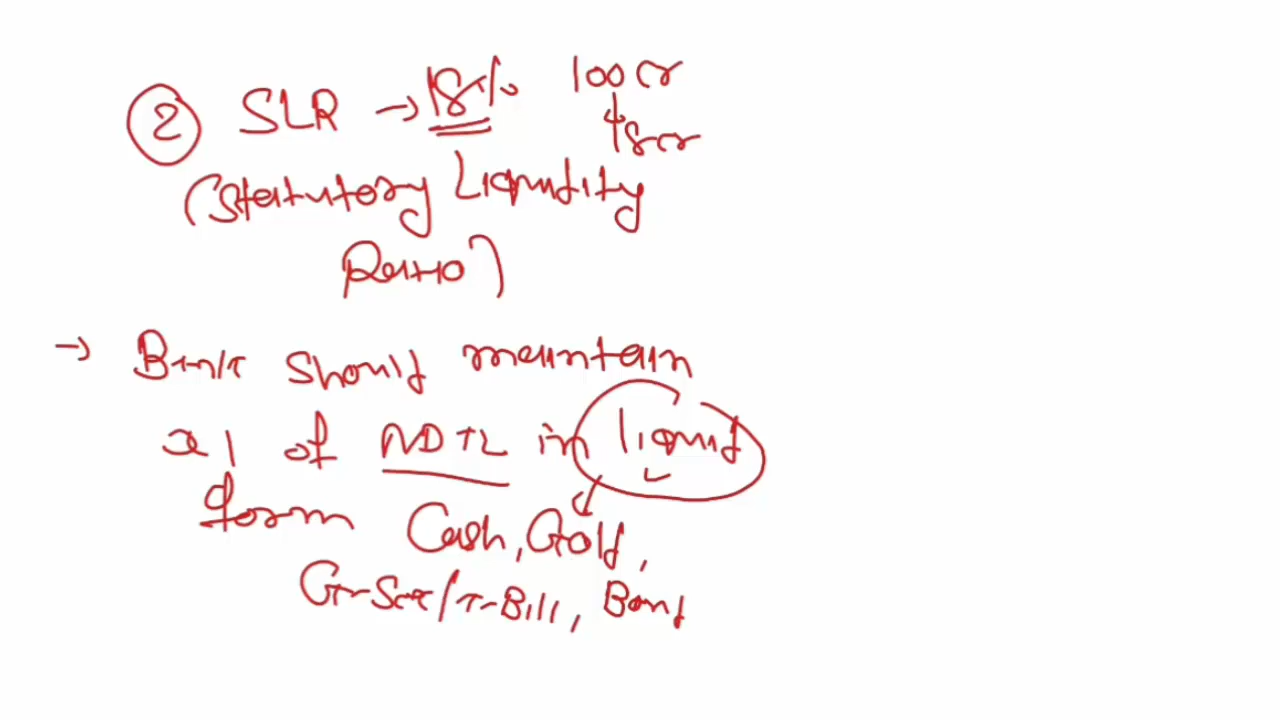 ② SLR → 18% 100 cr
18 cr
(Statutory Liquidity
Ratio)
→ Bank should maintain
of NDTL in liquid
form Cash, Gold,
G-Sec/T-Bill, Bond